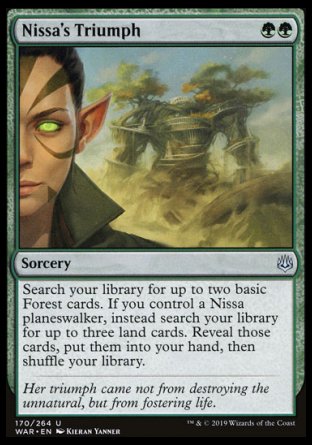 Nissa's Triumph
Sorcery
Search your library for up to two basic
Forest cards. If you control a Nissa
planeswalker, instead search your library
for up to three land cards. Reveal those
cards, put them into your hand, then
shuffle your library.
Her triumph came not from destroying the
unnatural, but from fostering life.
170/264 U
WAR • EN Kieran Yanner
™ & © 2019 Wizards of the Coast